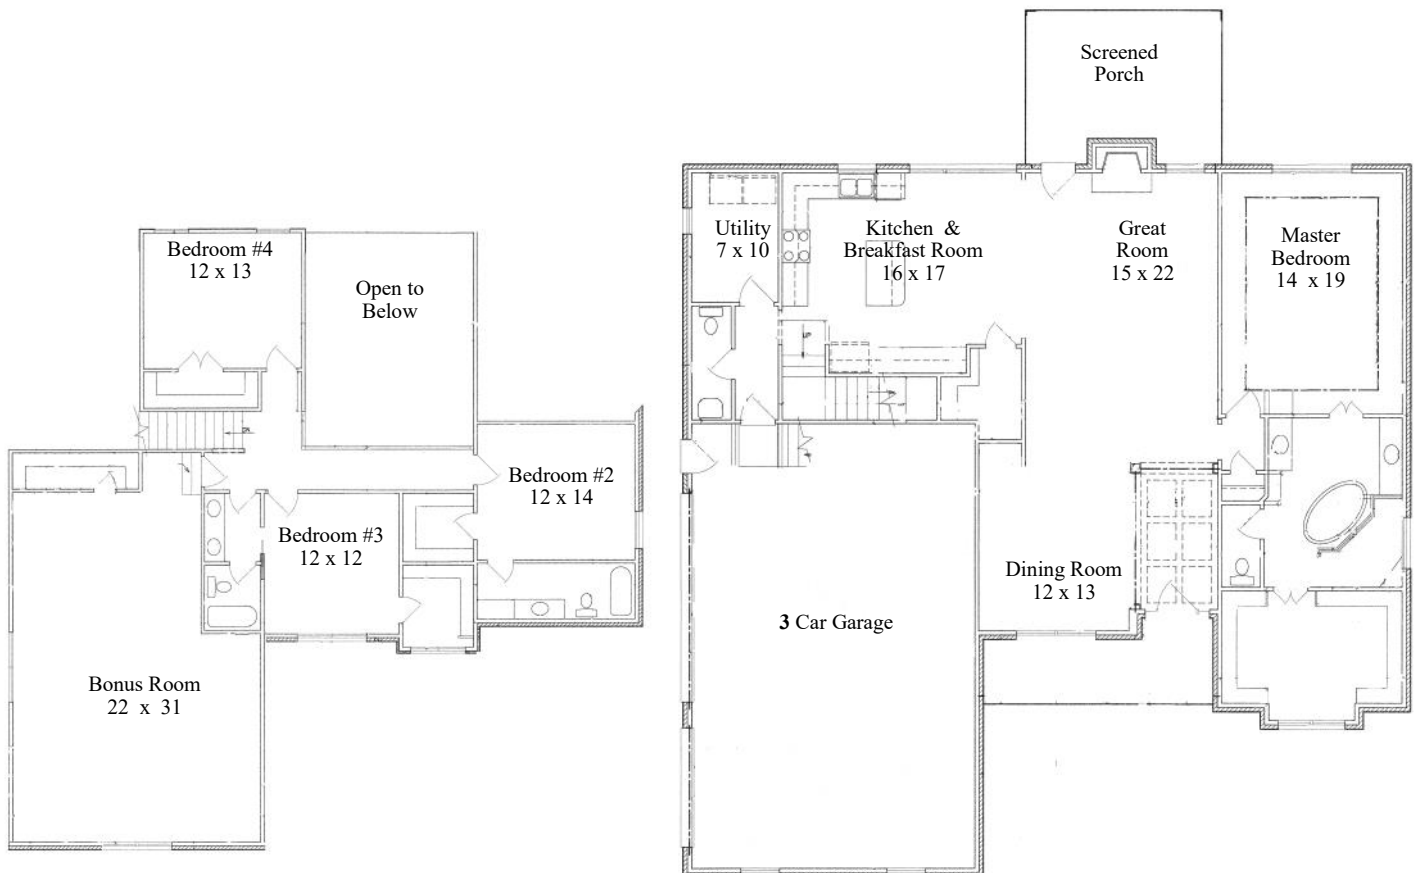 Screened
Porch
Utility
7 x 10
Kitchen &
Breakfast Room
16 x 17
Great
Room
15 x 22
Master
Bedroom
14 x 19
Bedroom #4
12 x 13
Open to
Below
Bedroom #2
12 x 14
Bedroom #3
12 x 12
Dining Room
12 x 13
3 Car Garage
Bonus Room
22 x 31